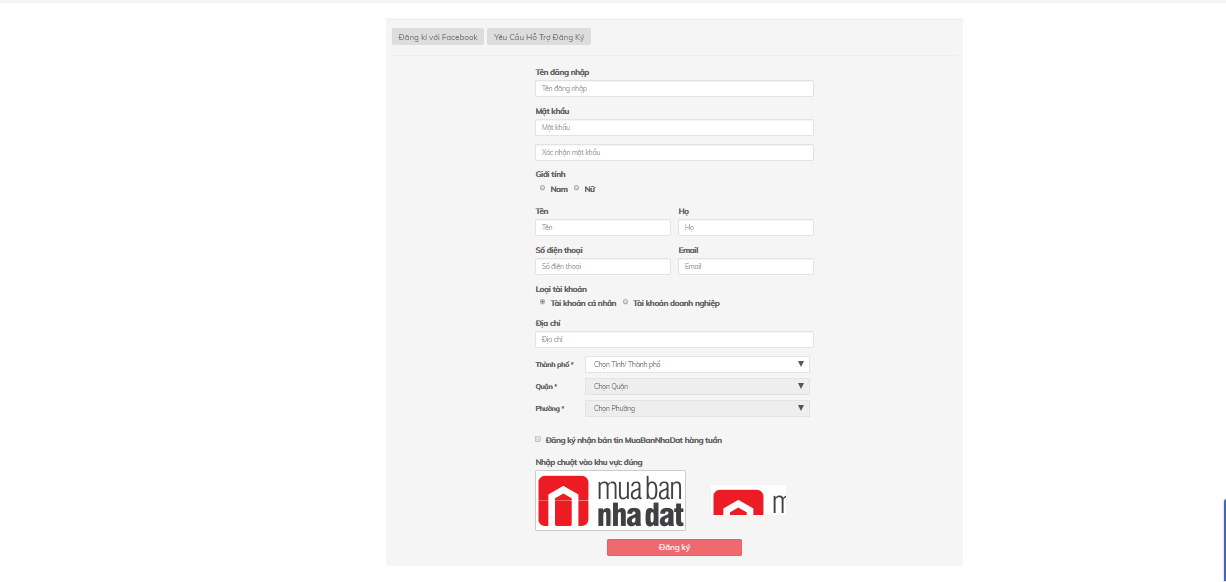 Đăng kí với Facebook Yêu Cầu Hỗ Trợ Đăng Ký
Tên đăng nhập
Tên đăng nhập
Mật khẩu
Mật khẩu
Xác nhận mật khẩu
Giới tính
Nam Nữ
Tên Họ
Tên Họ
Số điện thoại Email
Số điện thoại Email
Loại tài khoản
Tài khoản cá nhân Tài khoản doanh nghiệp
Địa chỉ
Địa chỉ
Thành phố * Chọn Tỉnh/ Thành phố
Quận * Chọn Quận
Phường * Chọn Phường
Đăng ký nhận bản tin MuaBanNhaDat hàng tuần
Nhập chuột vào khu vực đúng
mua ban
nha dat
m
Đăng ký